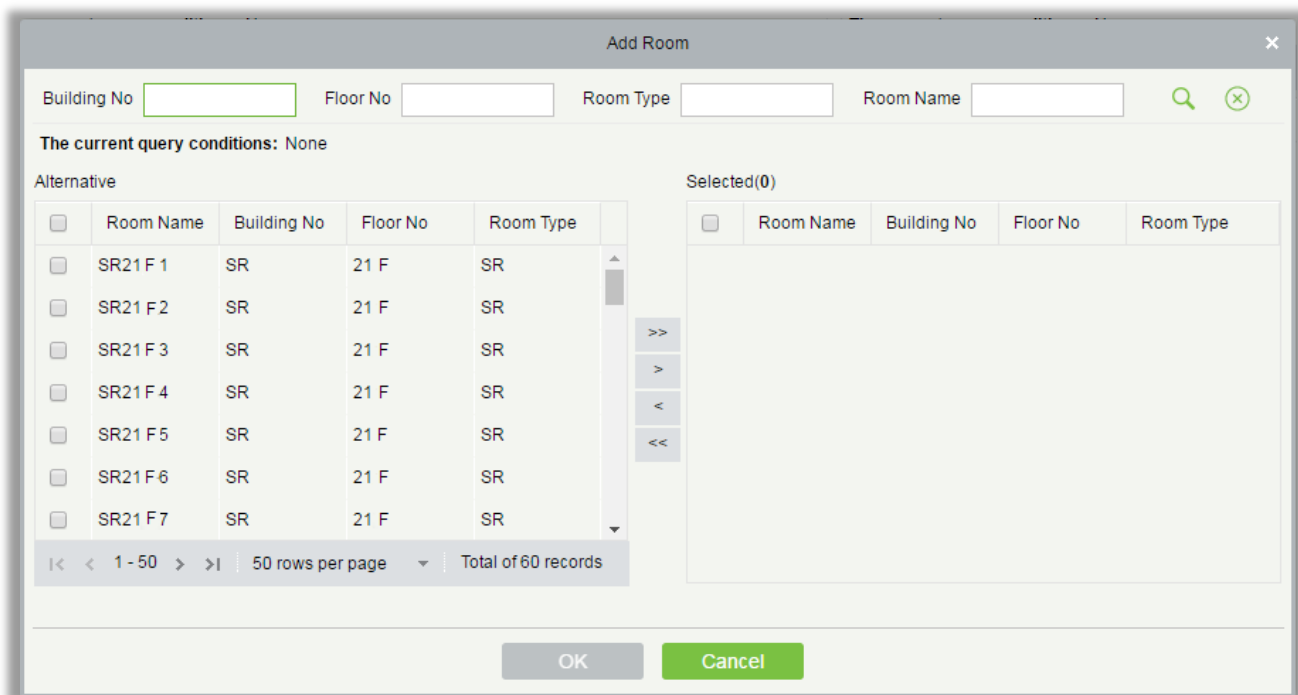 Add Room ×
Building No Floor No Room Type Room Name
The current query conditions: None
Alternative Selected(0)
Room Name Building No Floor No Room Type Room Name Building No Floor No Room Type
SR21 F 1 SR 21 F SR
SR21 F 2 SR 21 F SR
SR21 F 3 SR 21 F SR
>>
SR21 F 4 SR 21 F SR
>
<
SR21 F 5 SR 21 F SR
<<
SR21 F 6 SR 21 F SR
SR21 F 7 SR 21 F SR
|< < 1 - 50 > >| 50 rows per page Total of 60 records
OK Cancel